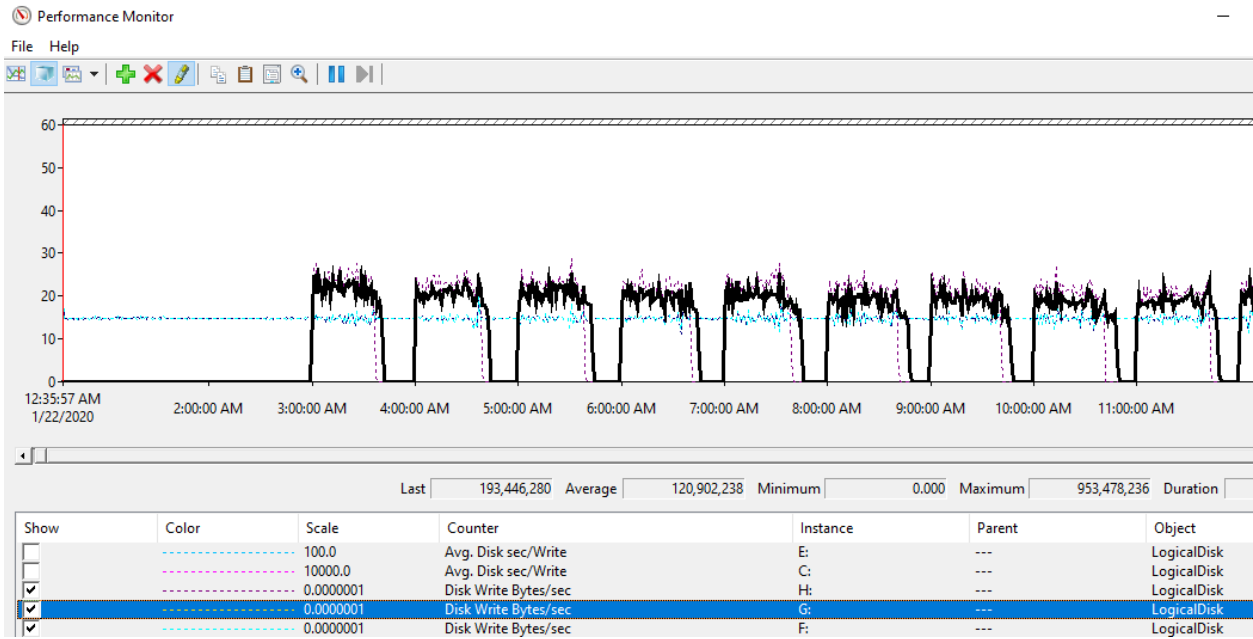 Performance Monitor
File Help
60
50
40
30
20
10
0
12:35:57 AM
1/22/2020
2:00:00 AM 3:00:00 AM 4:00:00 AM 5:00:00 AM 6:00:00 AM 7:00:00 AM 8:00:00 AM 9:00:00 AM 10:00:00 AM 11:00:00 AM
Last 193,446,280 Average 120,902,238 Minimum 0.000 Maximum 953,478,236 Duration
Show Color Scale Counter Instance Parent Object
100.0 Avg. Disk sec/Write E: --- LogicalDisk
10000.0 Avg. Disk sec/Write C: --- LogicalDisk
0.0000001 Disk Write Bytes/sec H: --- LogicalDisk
0.0000001 Disk Write Bytes/sec G: --- LogicalDisk
0.0000001 Disk Write Bytes/sec F: --- LogicalDisk